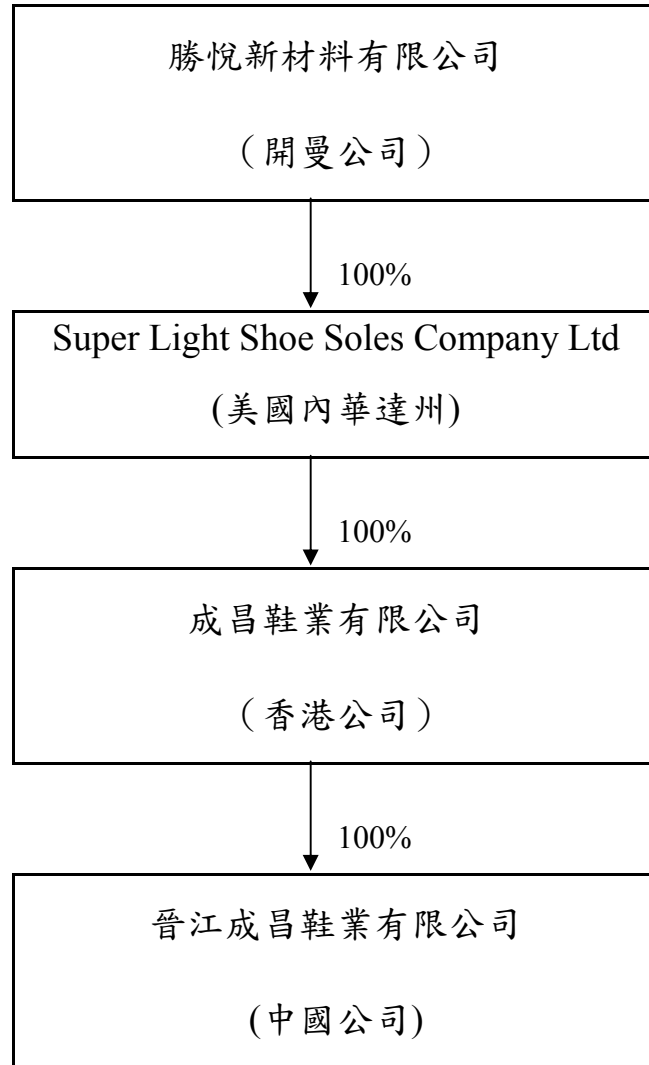 勝悅新材料有限公司
（開曼公司）
100%
Super Light Shoe Soles Company Ltd
(美國內華達州)
100%
成昌鞋業有限公司
（香港公司）
100%
晉江成昌鞋業有限公司
(中國公司)